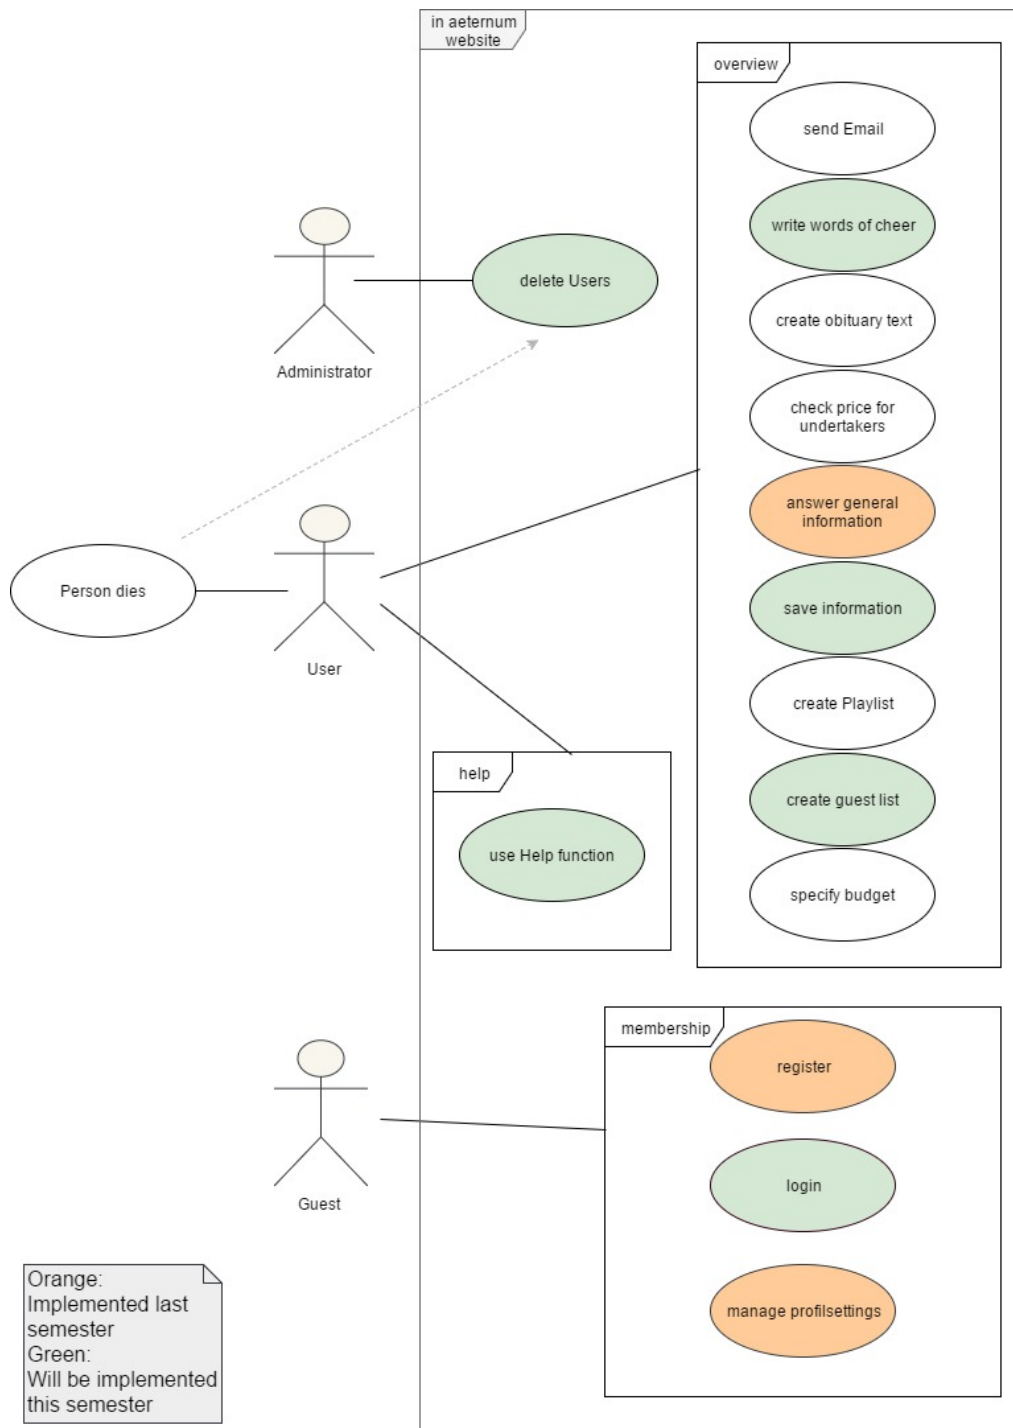 in aeternum
website
overview
send Email
write words of cheer
delete Users
create obituary text
Administrator
check price for
undertakers
answer general
information
Person dies
save information
User
create Playlist
help
create guest list
use Help function
specify budget
membership
register
login
Guest
manage profilsettings
Orange:
Implemented last
semester
Green:
Will be implemented
this semester